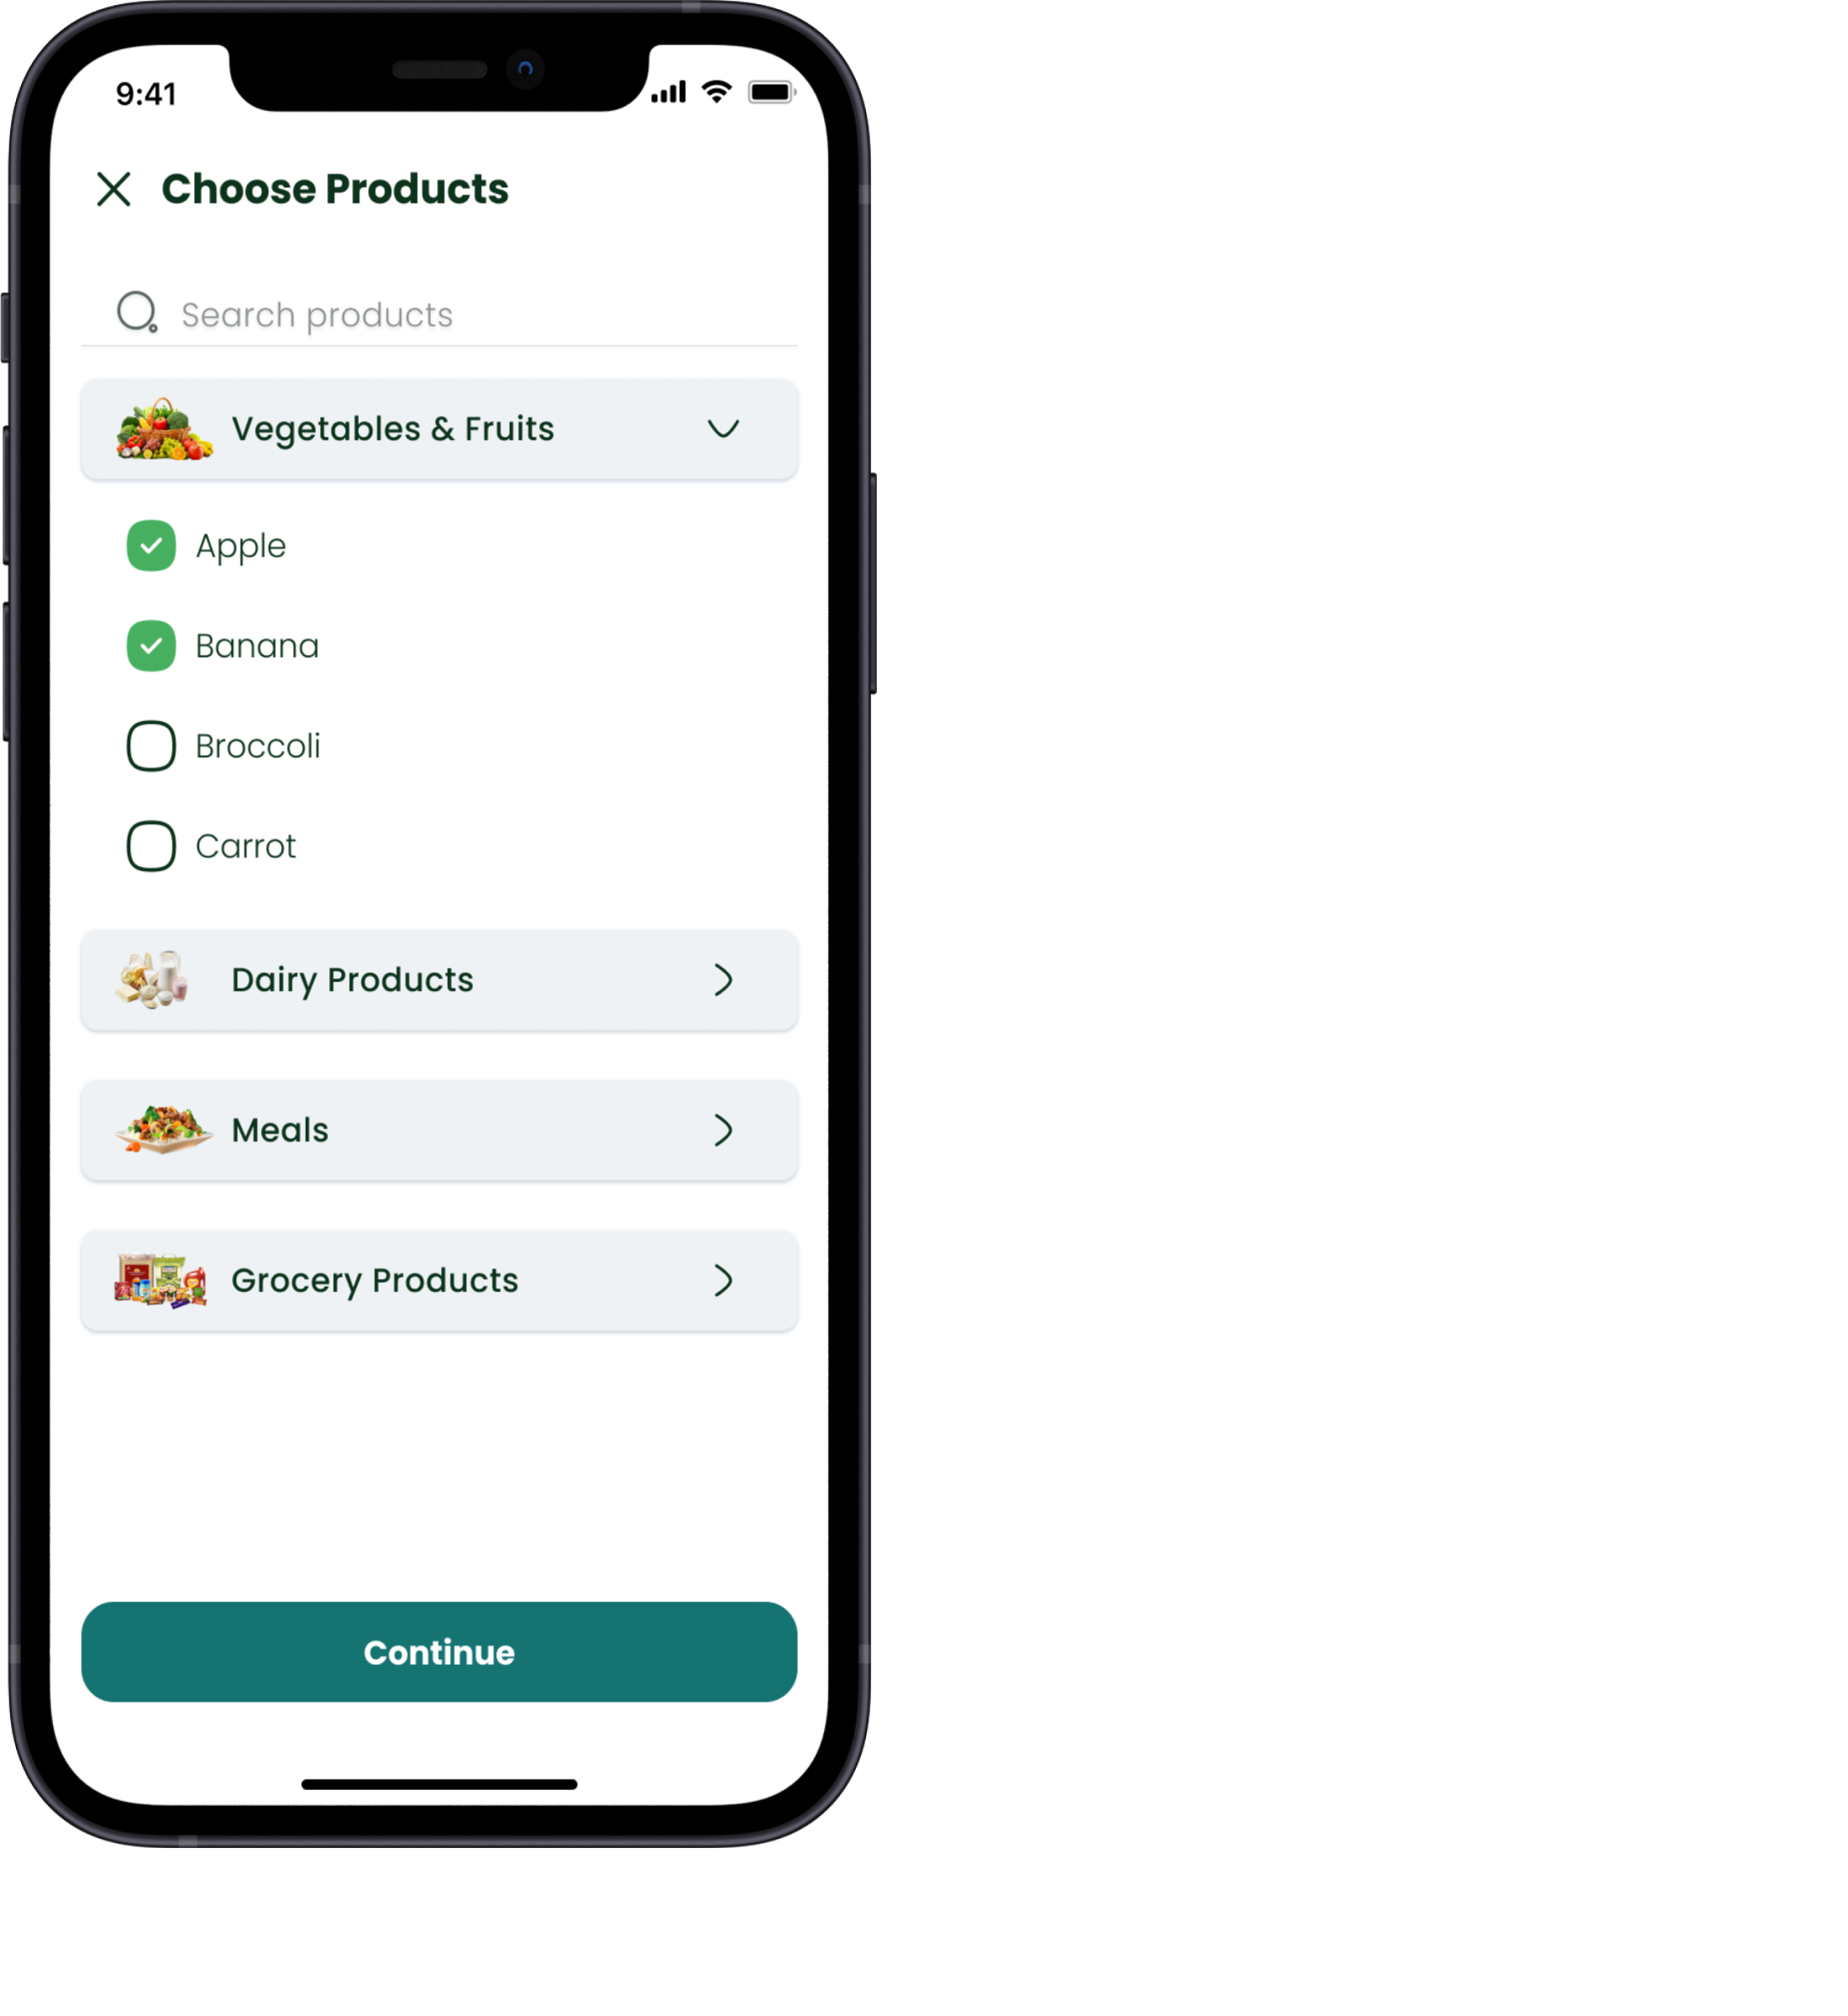 9:41
Choose Products
Search products
Vegetables & Fruits
Apple
Banana
Broccoli
Carrot
Dairy Products
Meals
Grocery Products
Continue